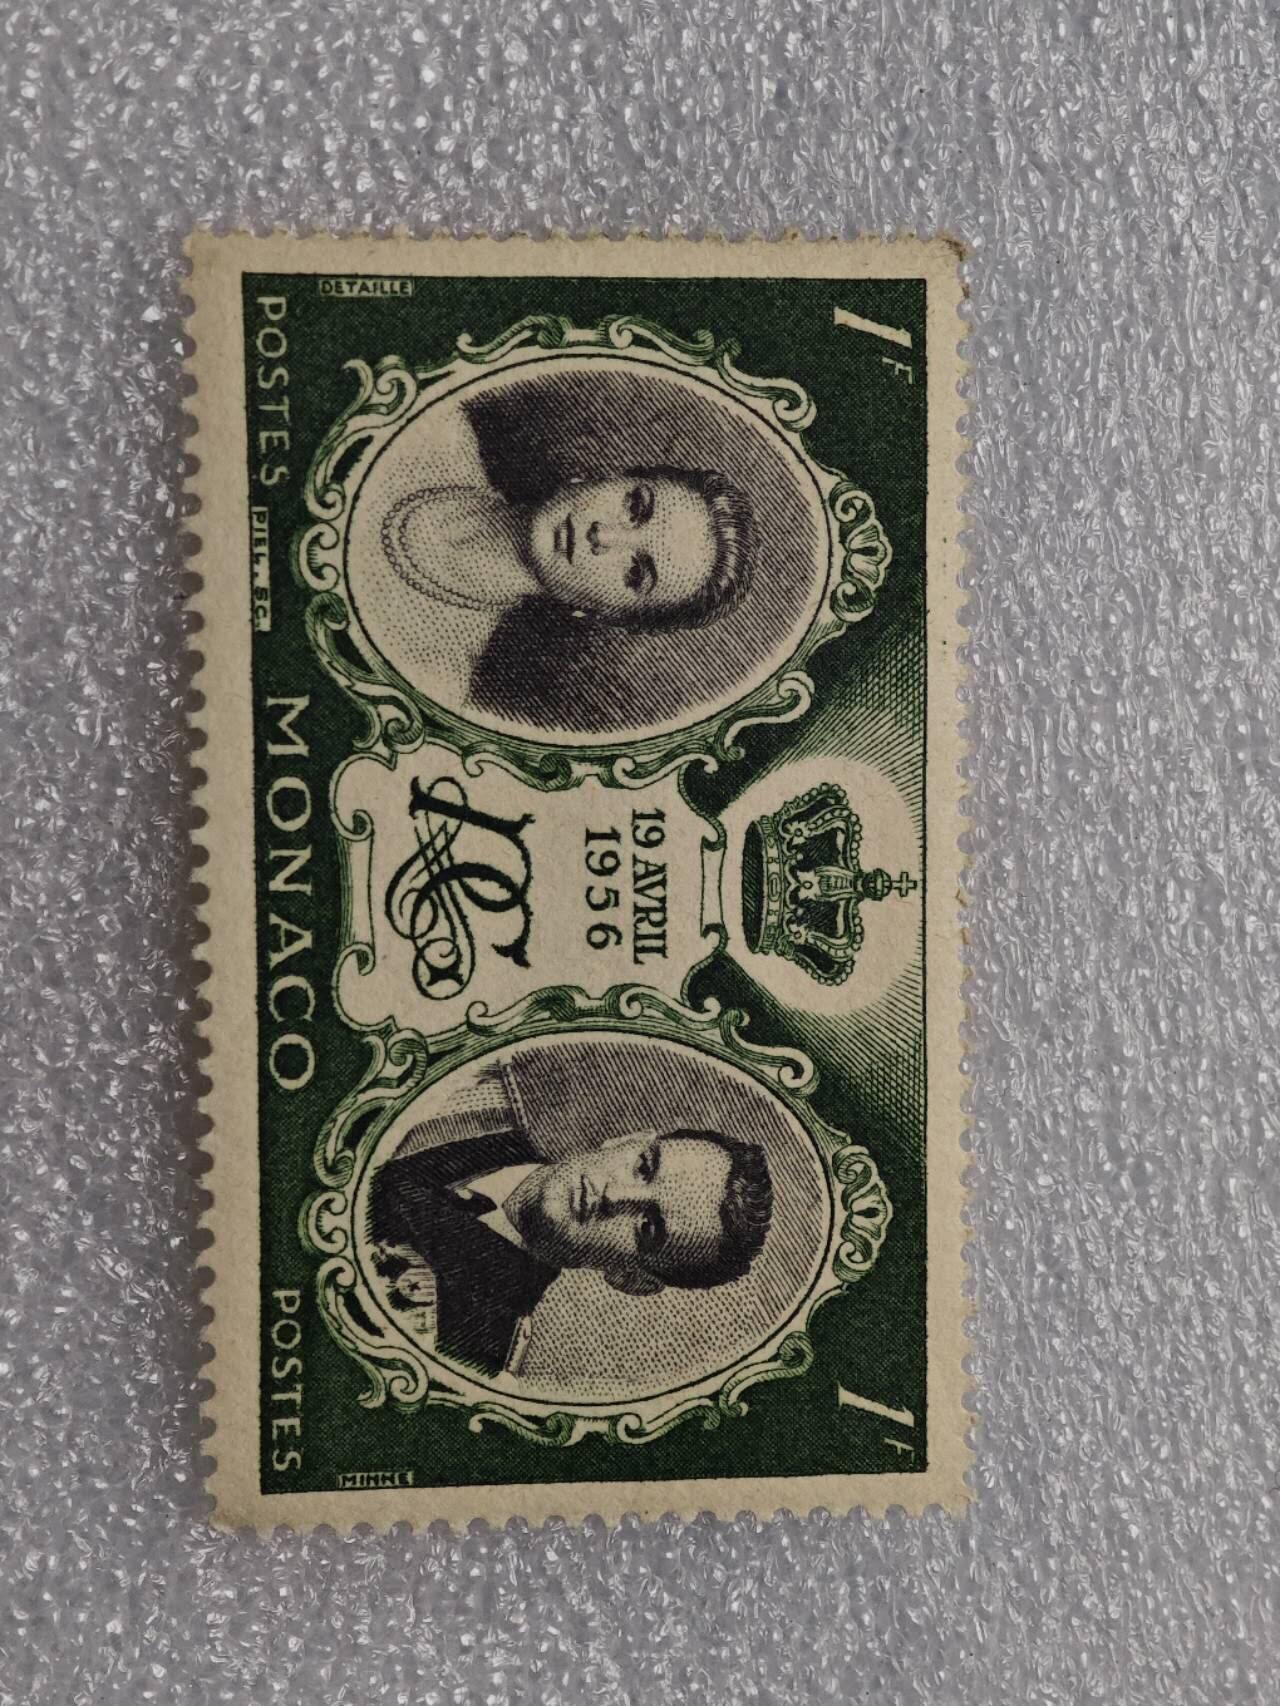 1F
1F
19 AVRIL
1956
DETAILLE
MINNE
POSTES
MONACO
POSTES
PIEL. SC.